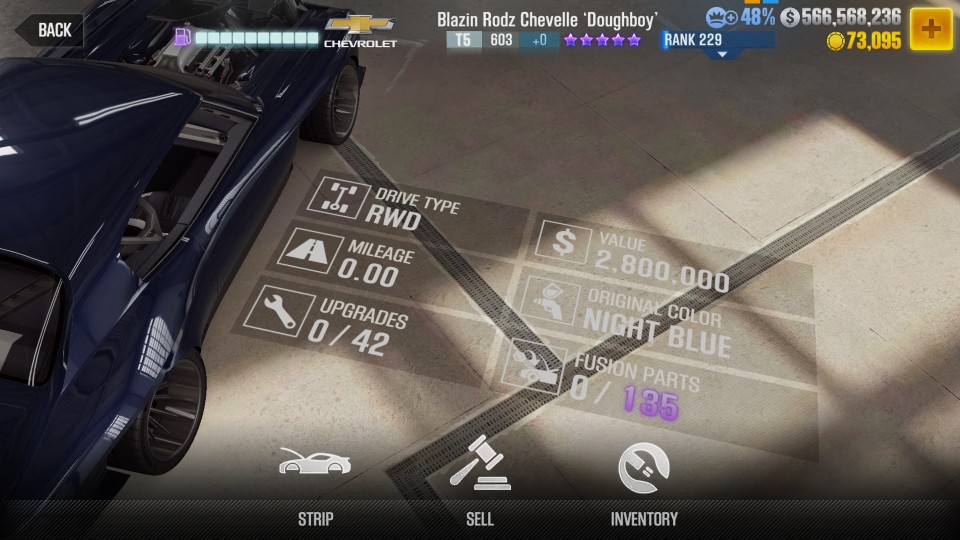 BACK
CHEVROLET
Blazin Rodz Chevelle ‘Doughboy’
T5 603 +0
48%
566,568,236
RANK 229
73,095
DRIVE TYPE
RWD
MILEAGE
0.00
UPGRADES
0 / 42
VALUE
2,800,000
ORIGINAL COLOR
NIGHT BLUE
FUSION PARTS
0 / 135
STRIP
SELL
INVENTORY